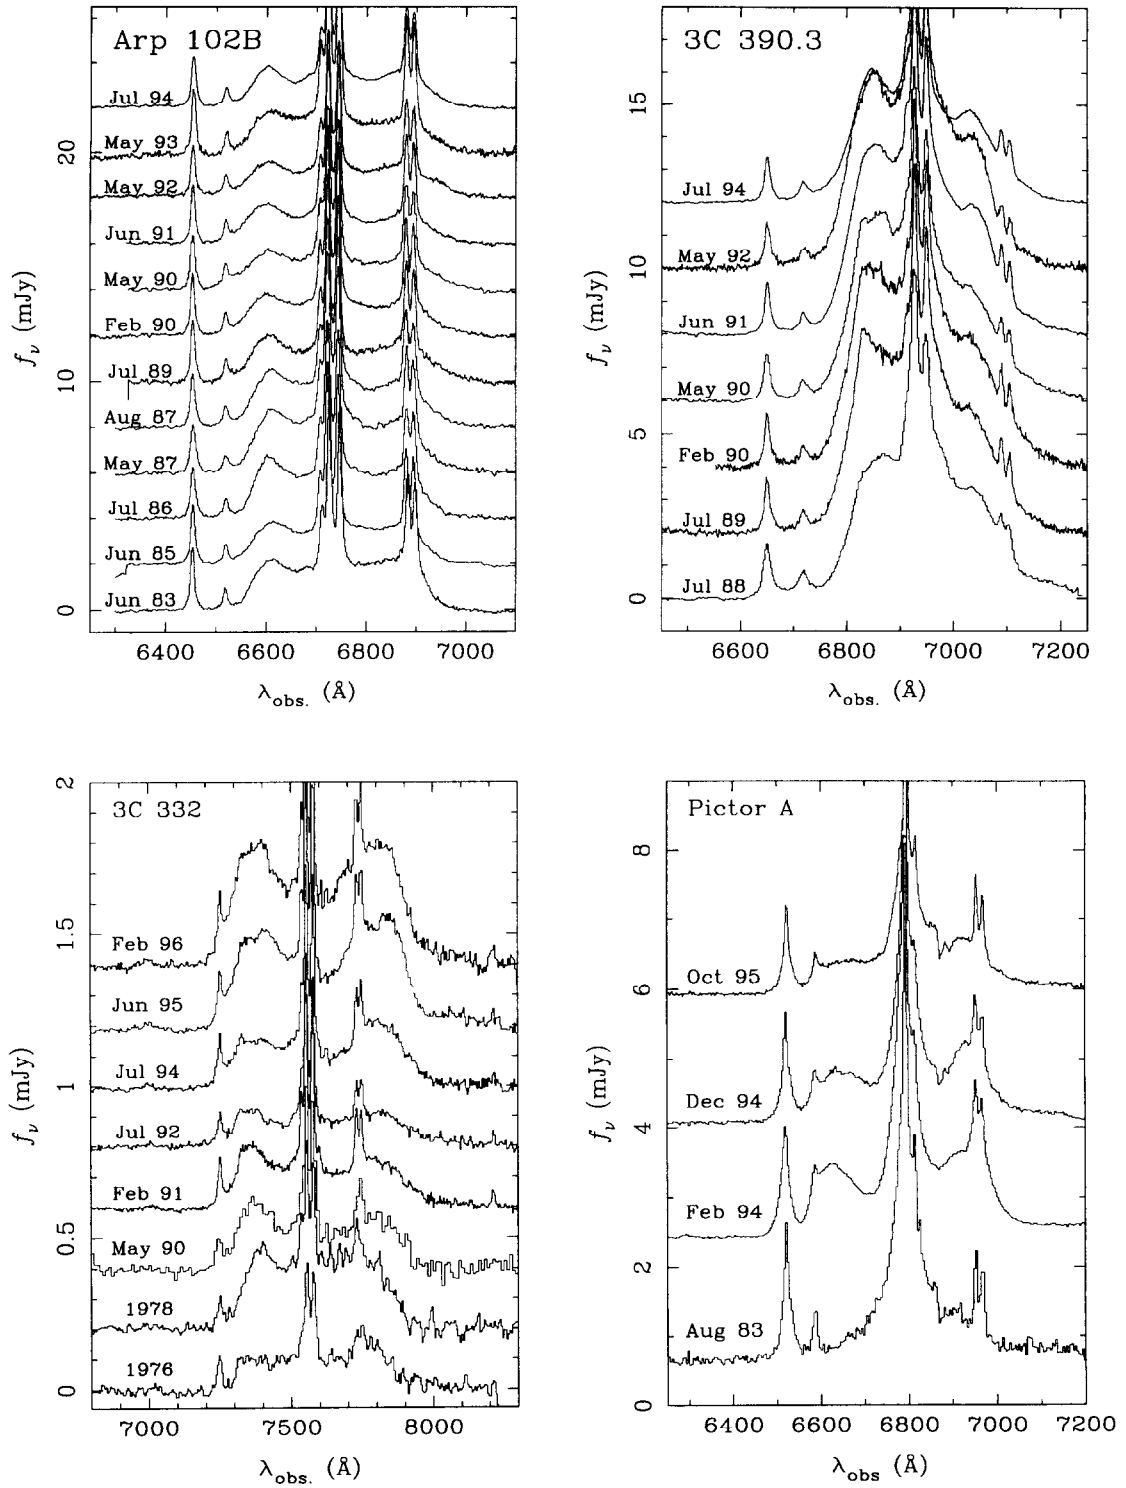 Arp 102B
Jul 94
May 93
May 92
Jun 91
May 90
Feb 90
Jul 89
Aug 87
May 87
Jul 86
Jun 85
Jun 83
20
10
0
fν (mJy)
6400 6600 6800 7000
λobs. (Å)
3C 390.3
Jul 94
May 92
Jun 91
May 90
Feb 90
Jul 89
Jul 88
15
10
5
0
fν (mJy)
6600 6800 7000 7200
λobs. (Å)
3C 332
Feb 96
Jun 95
Jul 94
Jul 92
Feb 91
May 90
1978
1976
2
1.5
1
0.5
0
fν (mJy)
7000 7500 8000
λobs. (Å)
Pictor A
Oct 95
Dec 94
Feb 94
Aug 83
8
6
4
2
0
fν (mJy)
6400 6600 6800 7000 7200
λobs (Å)